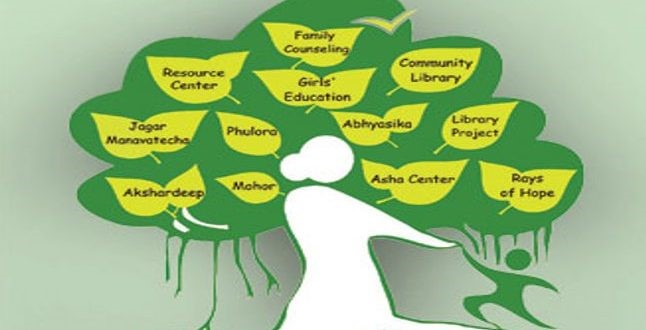 Family
Counseling
Resource
Center
Girls'
Education
Community
Library
Jagar
Manavatecha
Phulora
Abhyasika
Library
Project
Akshardeep
Mohor
Asha Center
Rays
of Hope